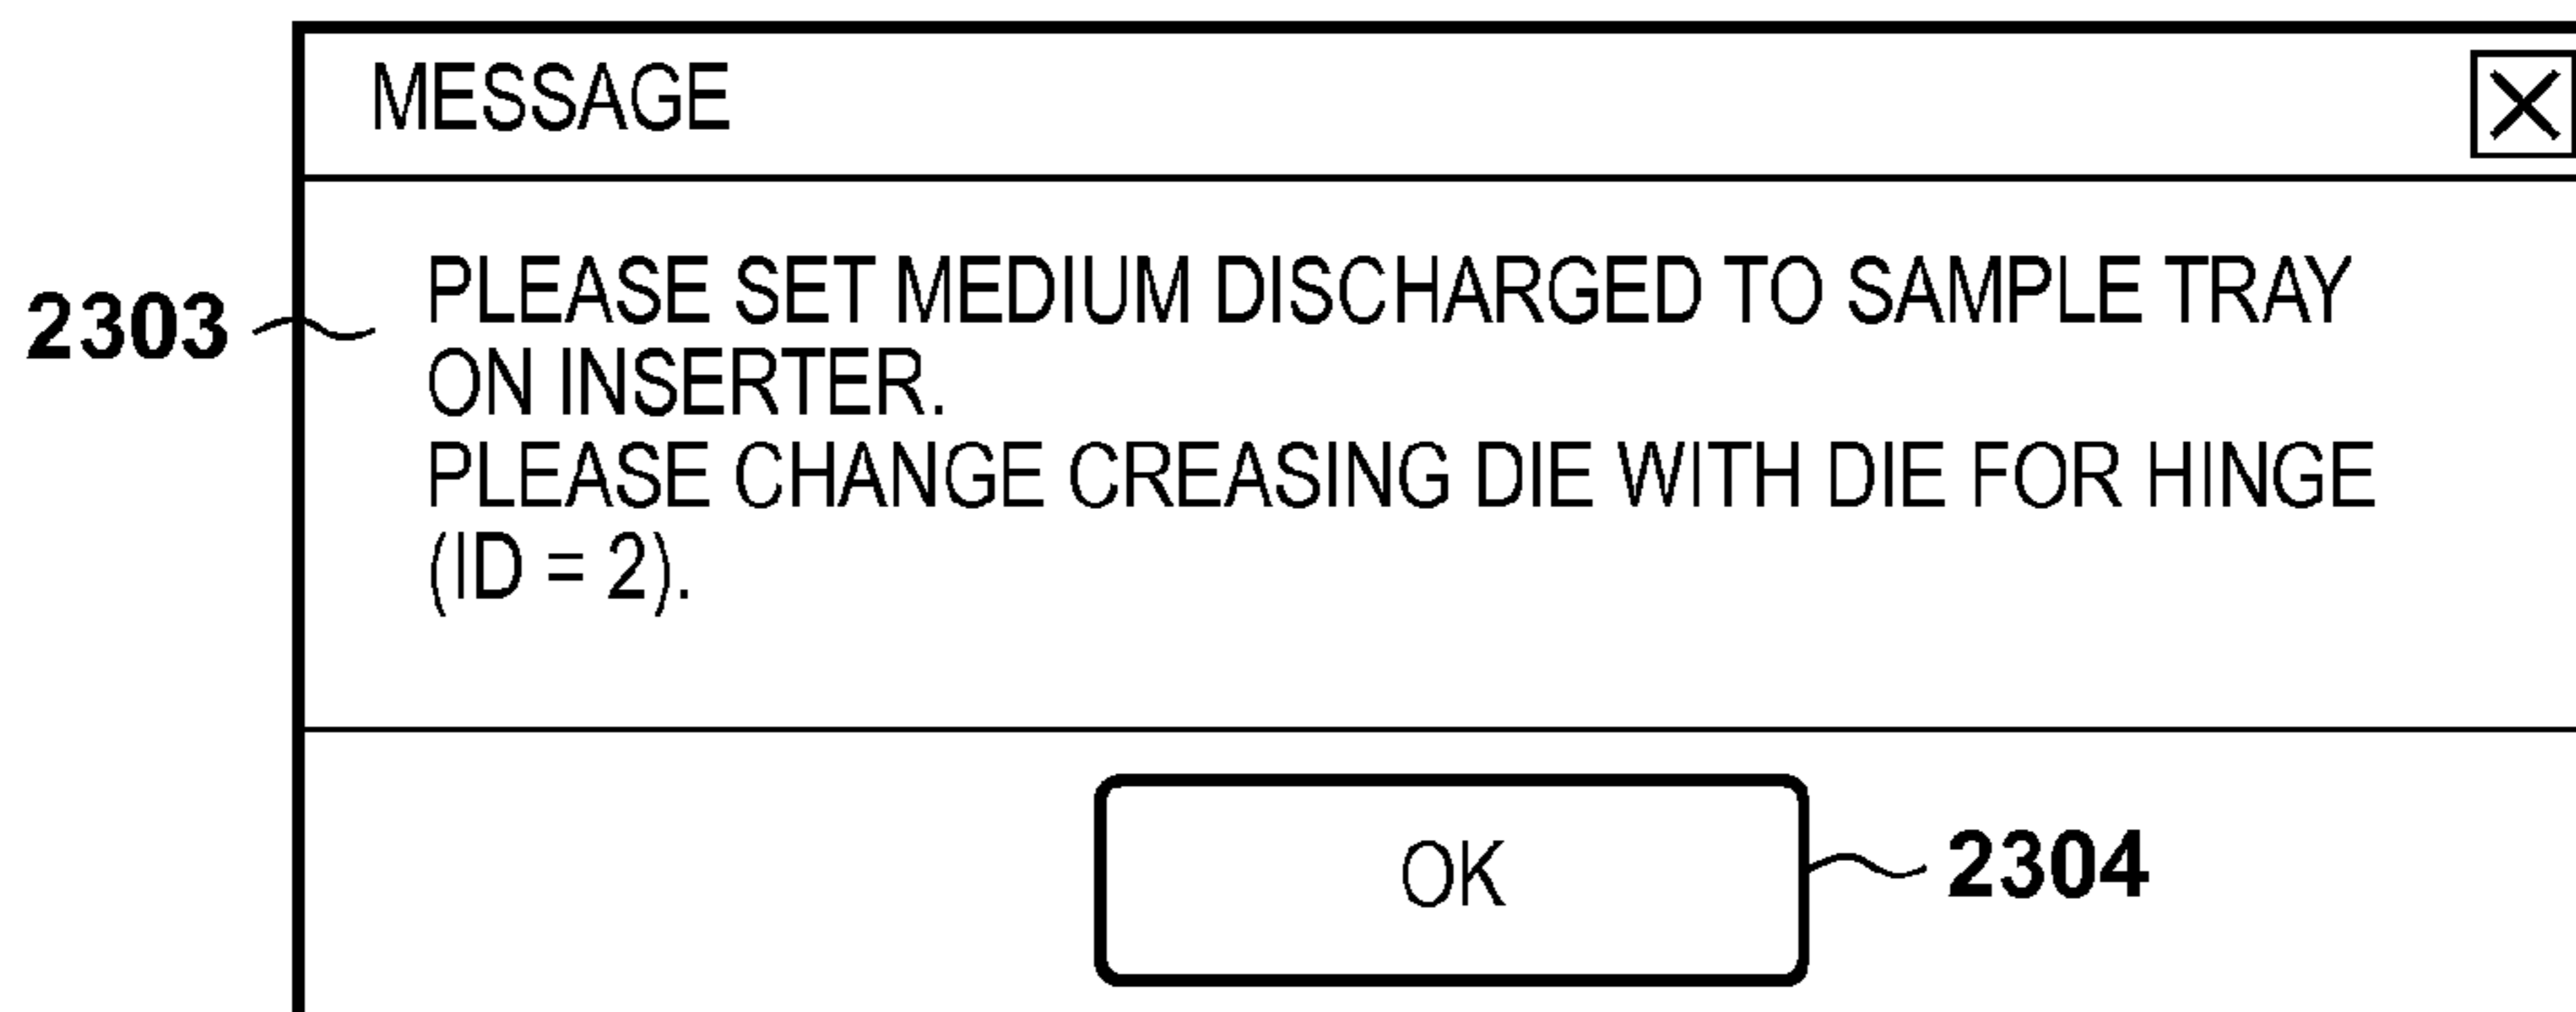 MESSAGE
2303
PLEASE SET MEDIUM DISCHARGED TO SAMPLE TRAY
ON INSERTER.
PLEASE CHANGE CREASING DIE WITH DIE FOR HINGE
(ID = 2).
OK
2304